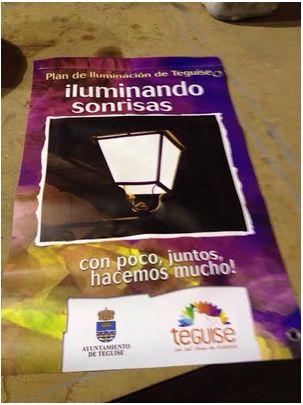 Plan de Iluminación de Teguise
iluminando
sonrisas
con poco, juntos,
hacemos mucho!
AYUNTAMIENTO
DE TEGUISE
teguise